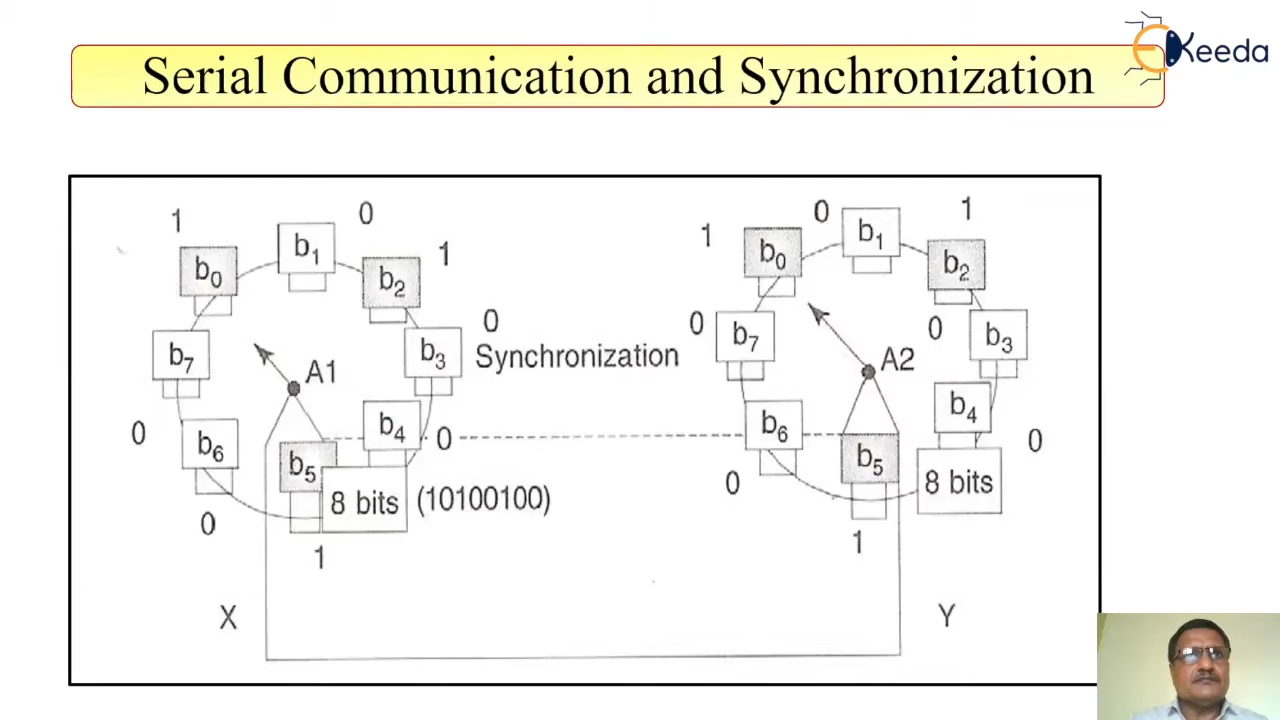 Serial Communication and Synchronization
EKeeda
1 0 1 0 0 0 0 1
b0 b1 b2 b3 b4 b5 b6 b7
A1
Synchronization
8 bits (10100100)
X
1 0 1 0 0 1 0 0
b0 b1 b2 b3 b4 b5 b6 b7
A2
8 bits
Y